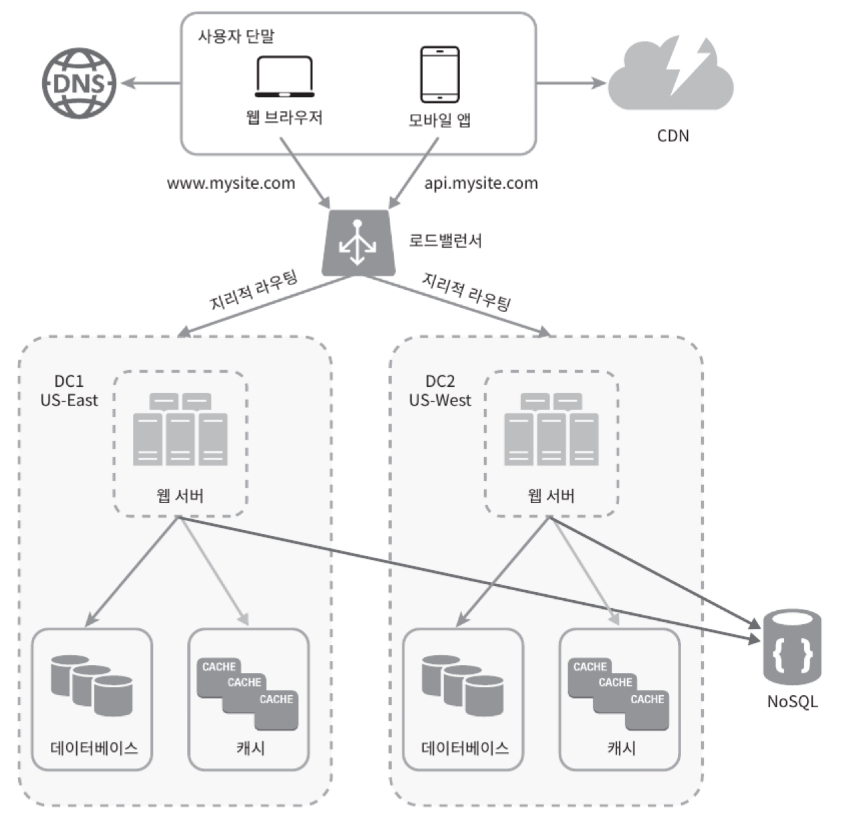 사용자 단말
DNS
웹 브라우저
모바일 앱
CDN
www.mysite.com
api.mysite.com
로드밸런서
지리적 라우팅
지리적 라우팅
DC1
US-East
웹 서버
DC2
US-West
웹 서버
데이터베이스
CACHE
CACHE
CACHE
캐시
데이터베이스
CACHE
CACHE
CACHE
캐시
{ }
NoSQL